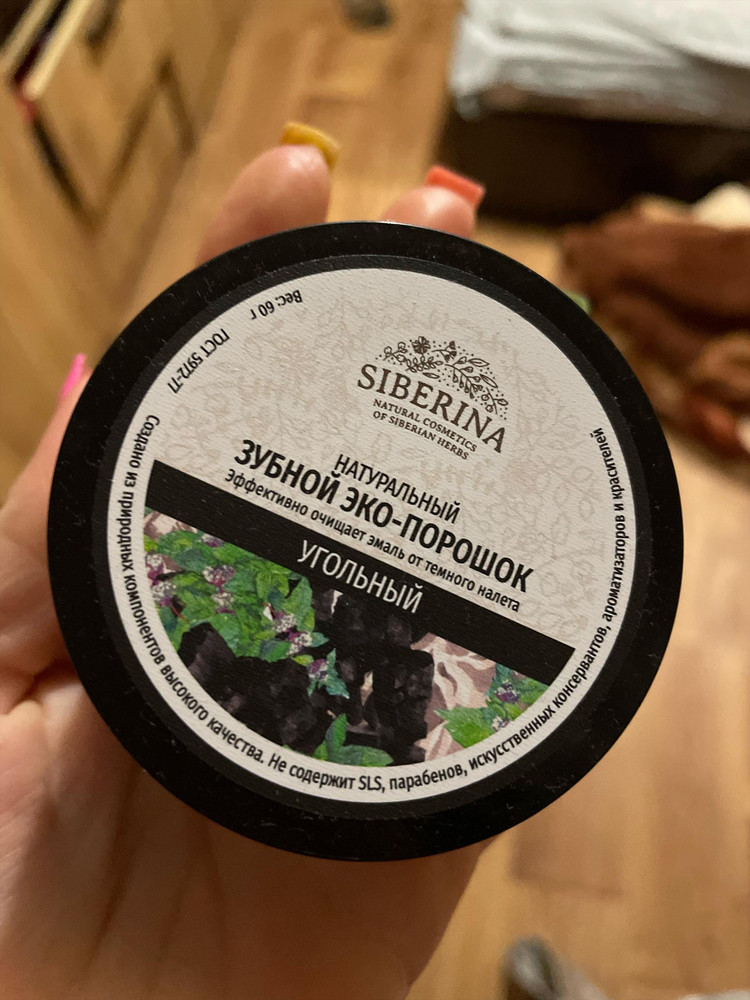 SIBERINA
NATURAL COSMETICS
OF SIBERIAN HERBS
НАТУРАЛЬНЫЙ
ЗУБНОЙ ЭКО-ПОРОШОК
Эффективно очищает эмаль от темного налета
УГОЛЬНЫЙ
Создано из природных компонентов высокого качества. Не содержит SLS, парабенов, искусственных консервантов, ароматизаторов и красителей
ГОСТ 5972-77
Вес: 60 г